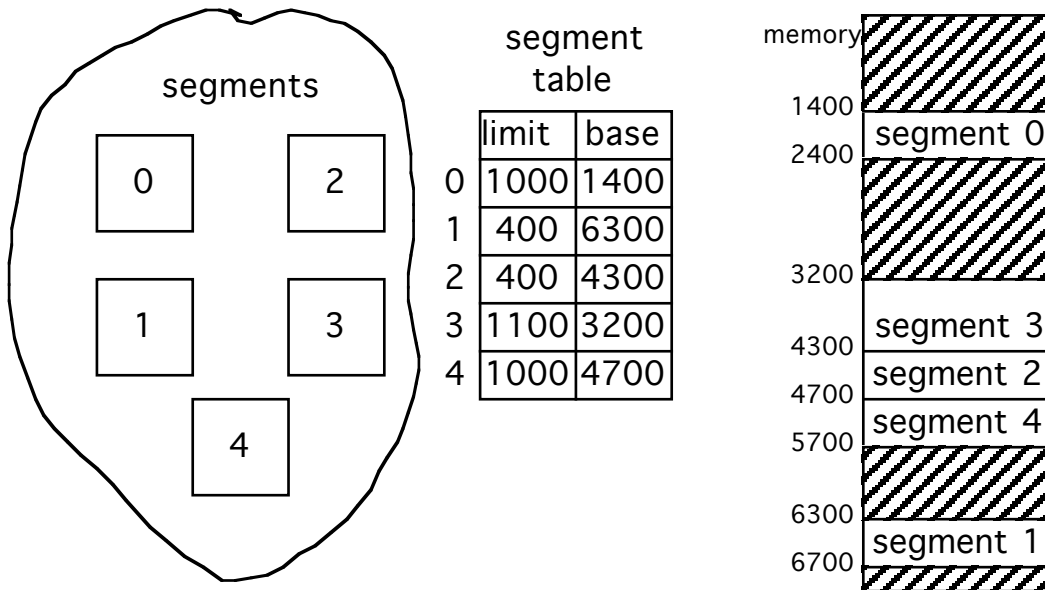 segments
0
2
1
3
4
segment
table
limit base
0 1000 1400
1 400 6300
2 400 4300
3 1100 3200
4 1000 4700
memory
1400
segment 0
2400
3200
segment 3
4300
segment 2
4700
segment 4
5700
6300
segment 1
6700